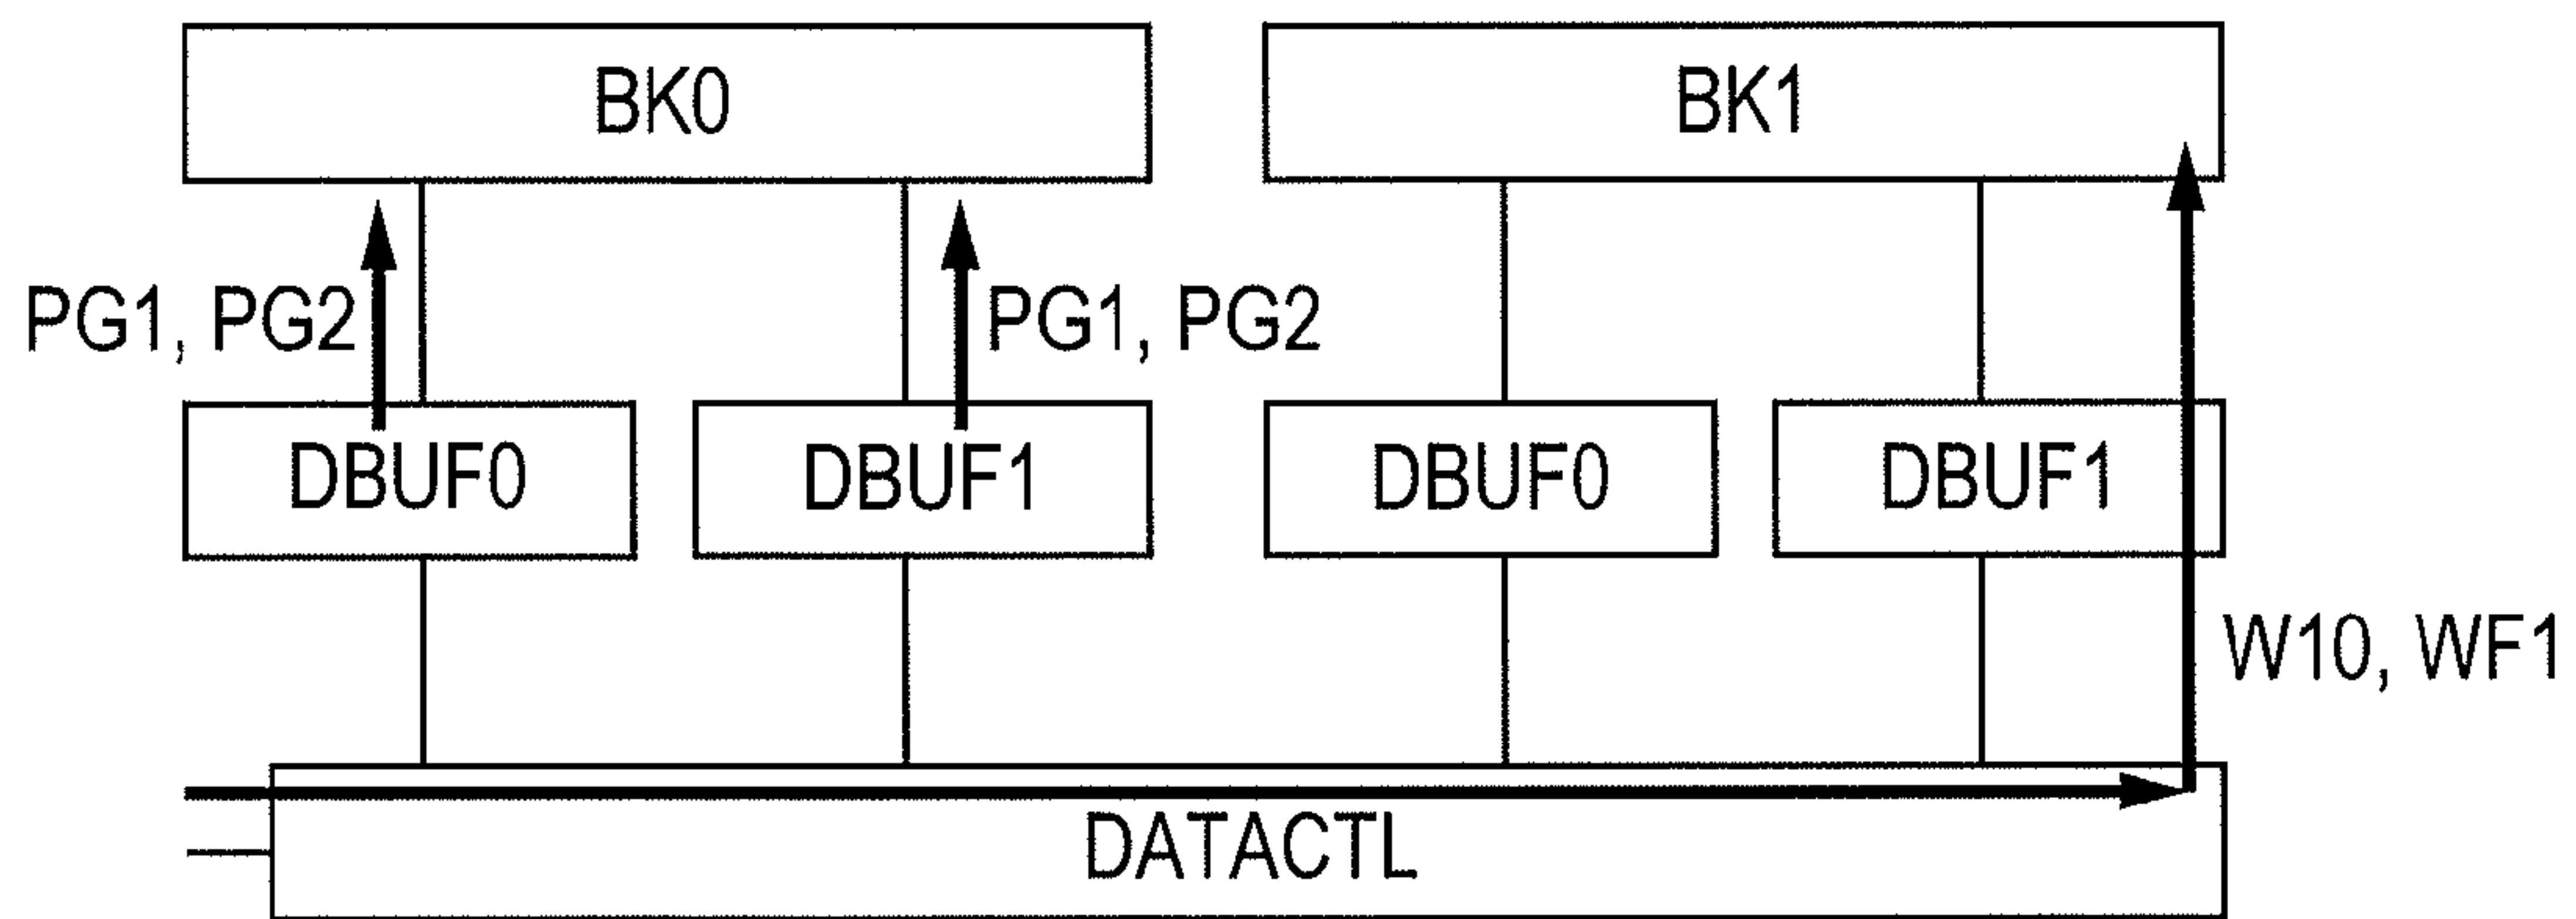 BK0
BK1
PG1, PG2
PG1, PG2
DBUF0
DBUF1
DBUF0
DBUF1
W10, WF1
DATACTL